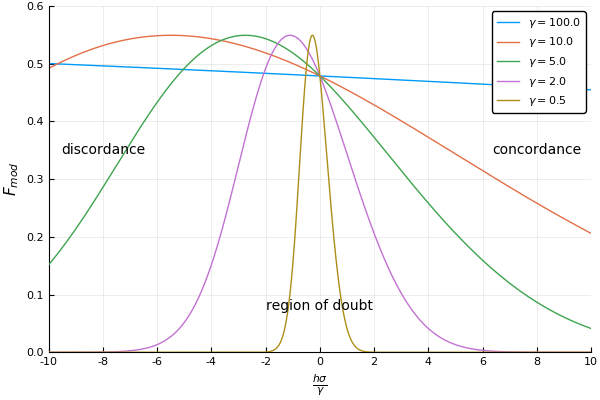 0.6
γ = 100.0
γ = 10.0
γ = 5.0
γ = 2.0
γ = 0.5
0.5
0.4
discordance
concordance
F_{mod}
0.3
0.2
0.1
region of doubt
0.0
-10 -8 -6 -4 -2 0 2 4 6 8 10
hσ
γ